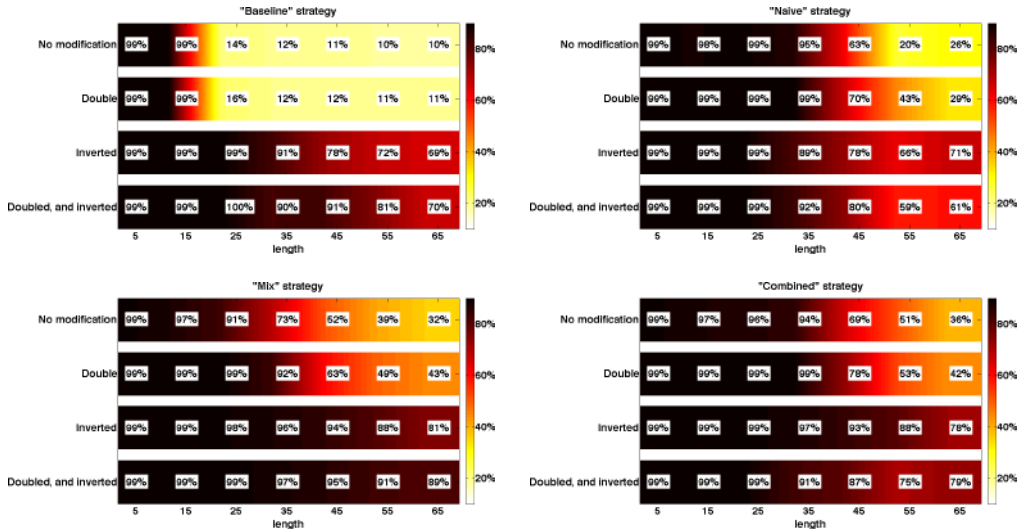 "Baseline" strategy
No modification 99% 99% 14% 12% 11% 10% 10%
Double 99% 99% 16% 12% 12% 11% 11%
Inverted 99% 99% 99% 91% 78% 72% 69%
Doubled, and inverted 99% 99% 100% 90% 91% 81% 70%
5 15 25 35 45 55 65
length
80%
60%
40%
20%
"Naive" strategy
No modification 99% 98% 99% 95% 63% 20% 26%
Double 99% 99% 99% 99% 70% 43% 29%
Inverted 99% 99% 99% 89% 78% 66% 71%
Doubled, and inverted 99% 99% 99% 92% 80% 59% 61%
5 15 25 35 45 55 65
length
80%
60%
40%
20%
"Mix" strategy
No modification 99% 97% 91% 73% 52% 39% 32%
Double 99% 99% 99% 92% 63% 49% 43%
Inverted 99% 99% 98% 96% 94% 88% 81%
Doubled, and inverted 99% 99% 99% 97% 95% 91% 89%
5 15 25 35 45 55 65
length
80%
60%
40%
20%
"Combined" strategy
No modification 99% 97% 96% 94% 69% 51% 36%
Double 99% 99% 99% 99% 78% 53% 42%
Inverted 99% 99% 99% 97% 93% 88% 78%
Doubled, and inverted 99% 99% 99% 91% 87% 75% 79%
5 15 25 35 45 55 65
length
80%
60%
40%
20%